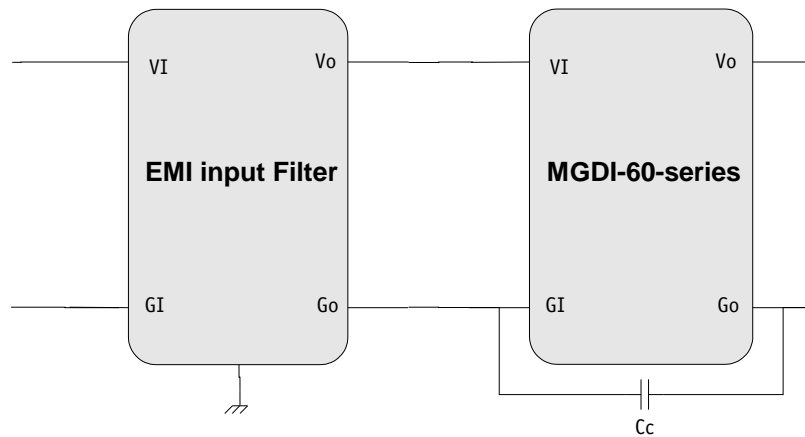 VI
Vo
VI
Vo
EMI input Filter
MGDI-60-series
GI
Go
GI
Go
Cc